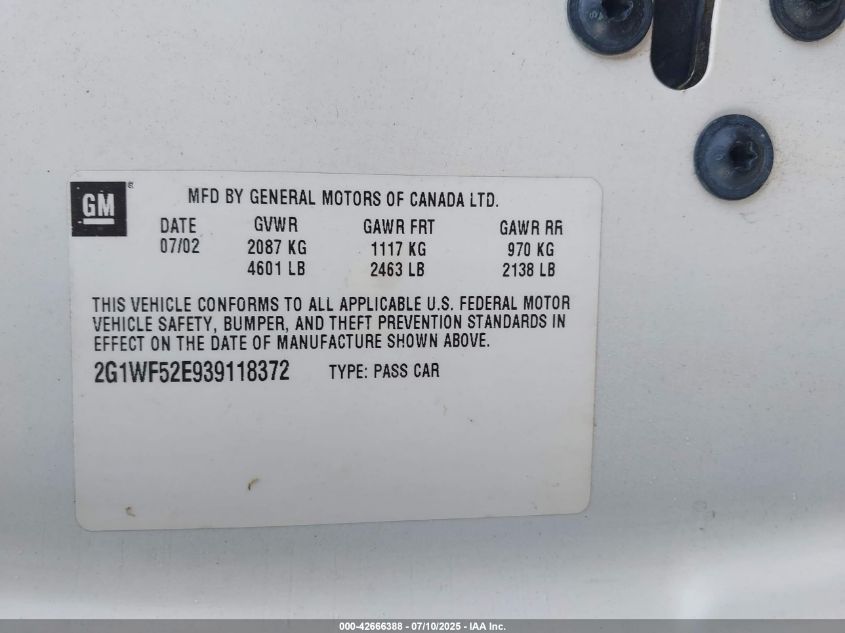 GM®
MFD BY GENERAL MOTORS OF CANADA LTD.
DATE GVWR GAWR FRT GAWR RR
07/02 2087 KG 1117 KG 970 KG
4601 LB 2463 LB 2138 LB
THIS VEHICLE CONFORMS TO ALL APPLICABLE U.S. FEDERAL MOTOR
VEHICLE SAFETY, BUMPER, AND THEFT PREVENTION STANDARDS IN
EFFECT ON THE DATE OF MANUFACTURE SHOWN ABOVE.
2G1WF52E939118372 TYPE: PASS CAR
000-42666388 - 07/10/2025 - IAA Inc.